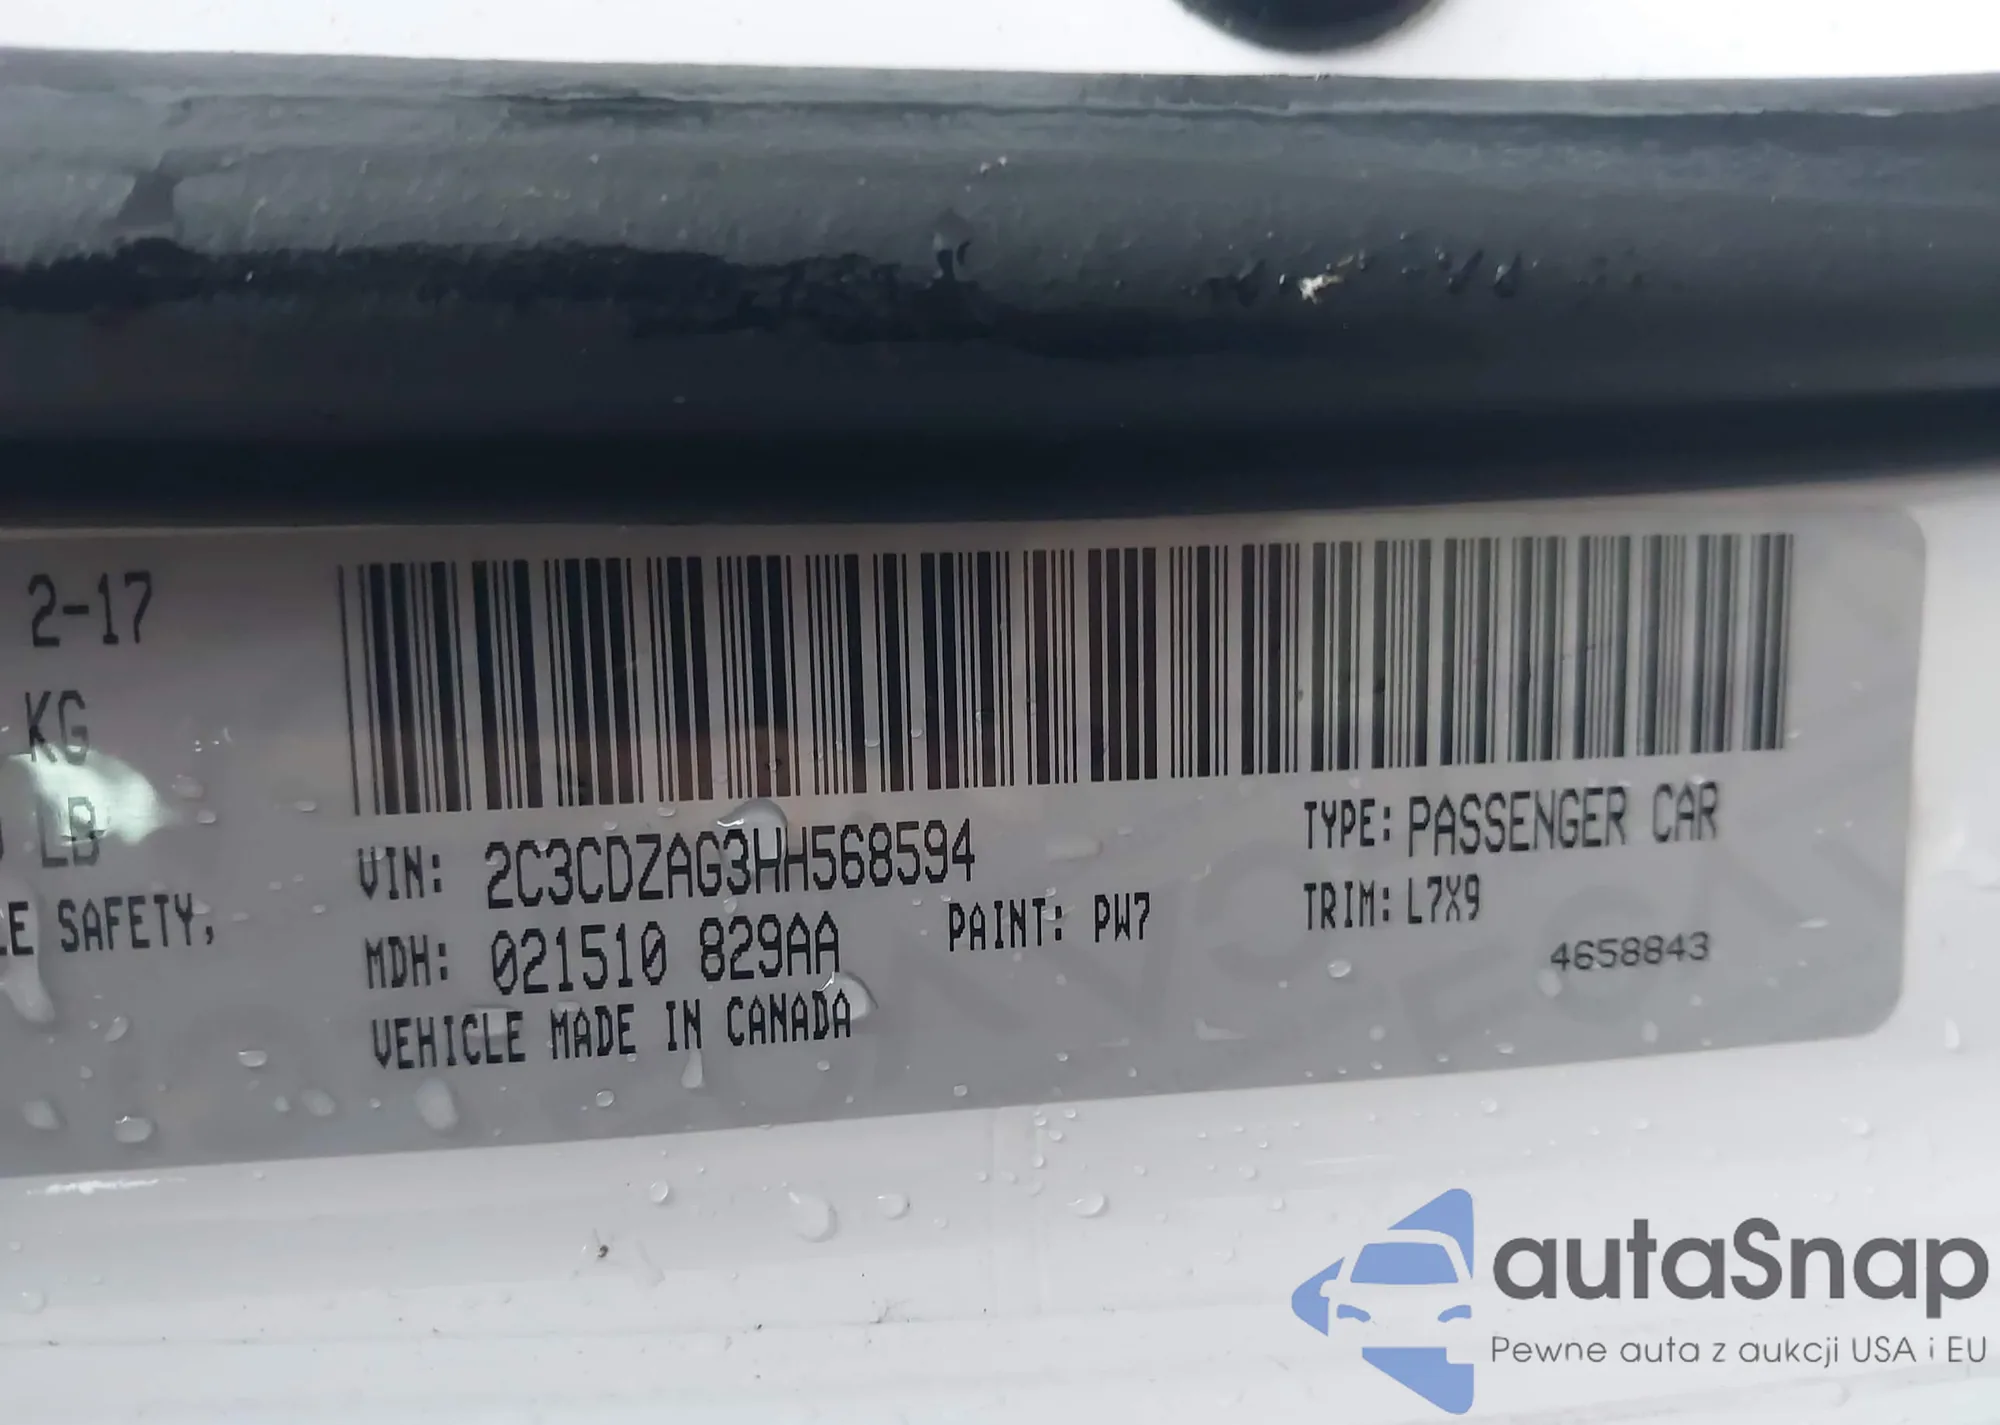 2-17
KG
LB
LE SAFETY,
VIN: 2C3CDZAG3HH568594
MDH: 021510 829AA
PAINT: PW7
VEHICLE MADE IN CANADA
TYPE: PASSENGER CAR
TRIM: L7X9
4658843
autaSnap
Pewne auta z aukcji USA i EU